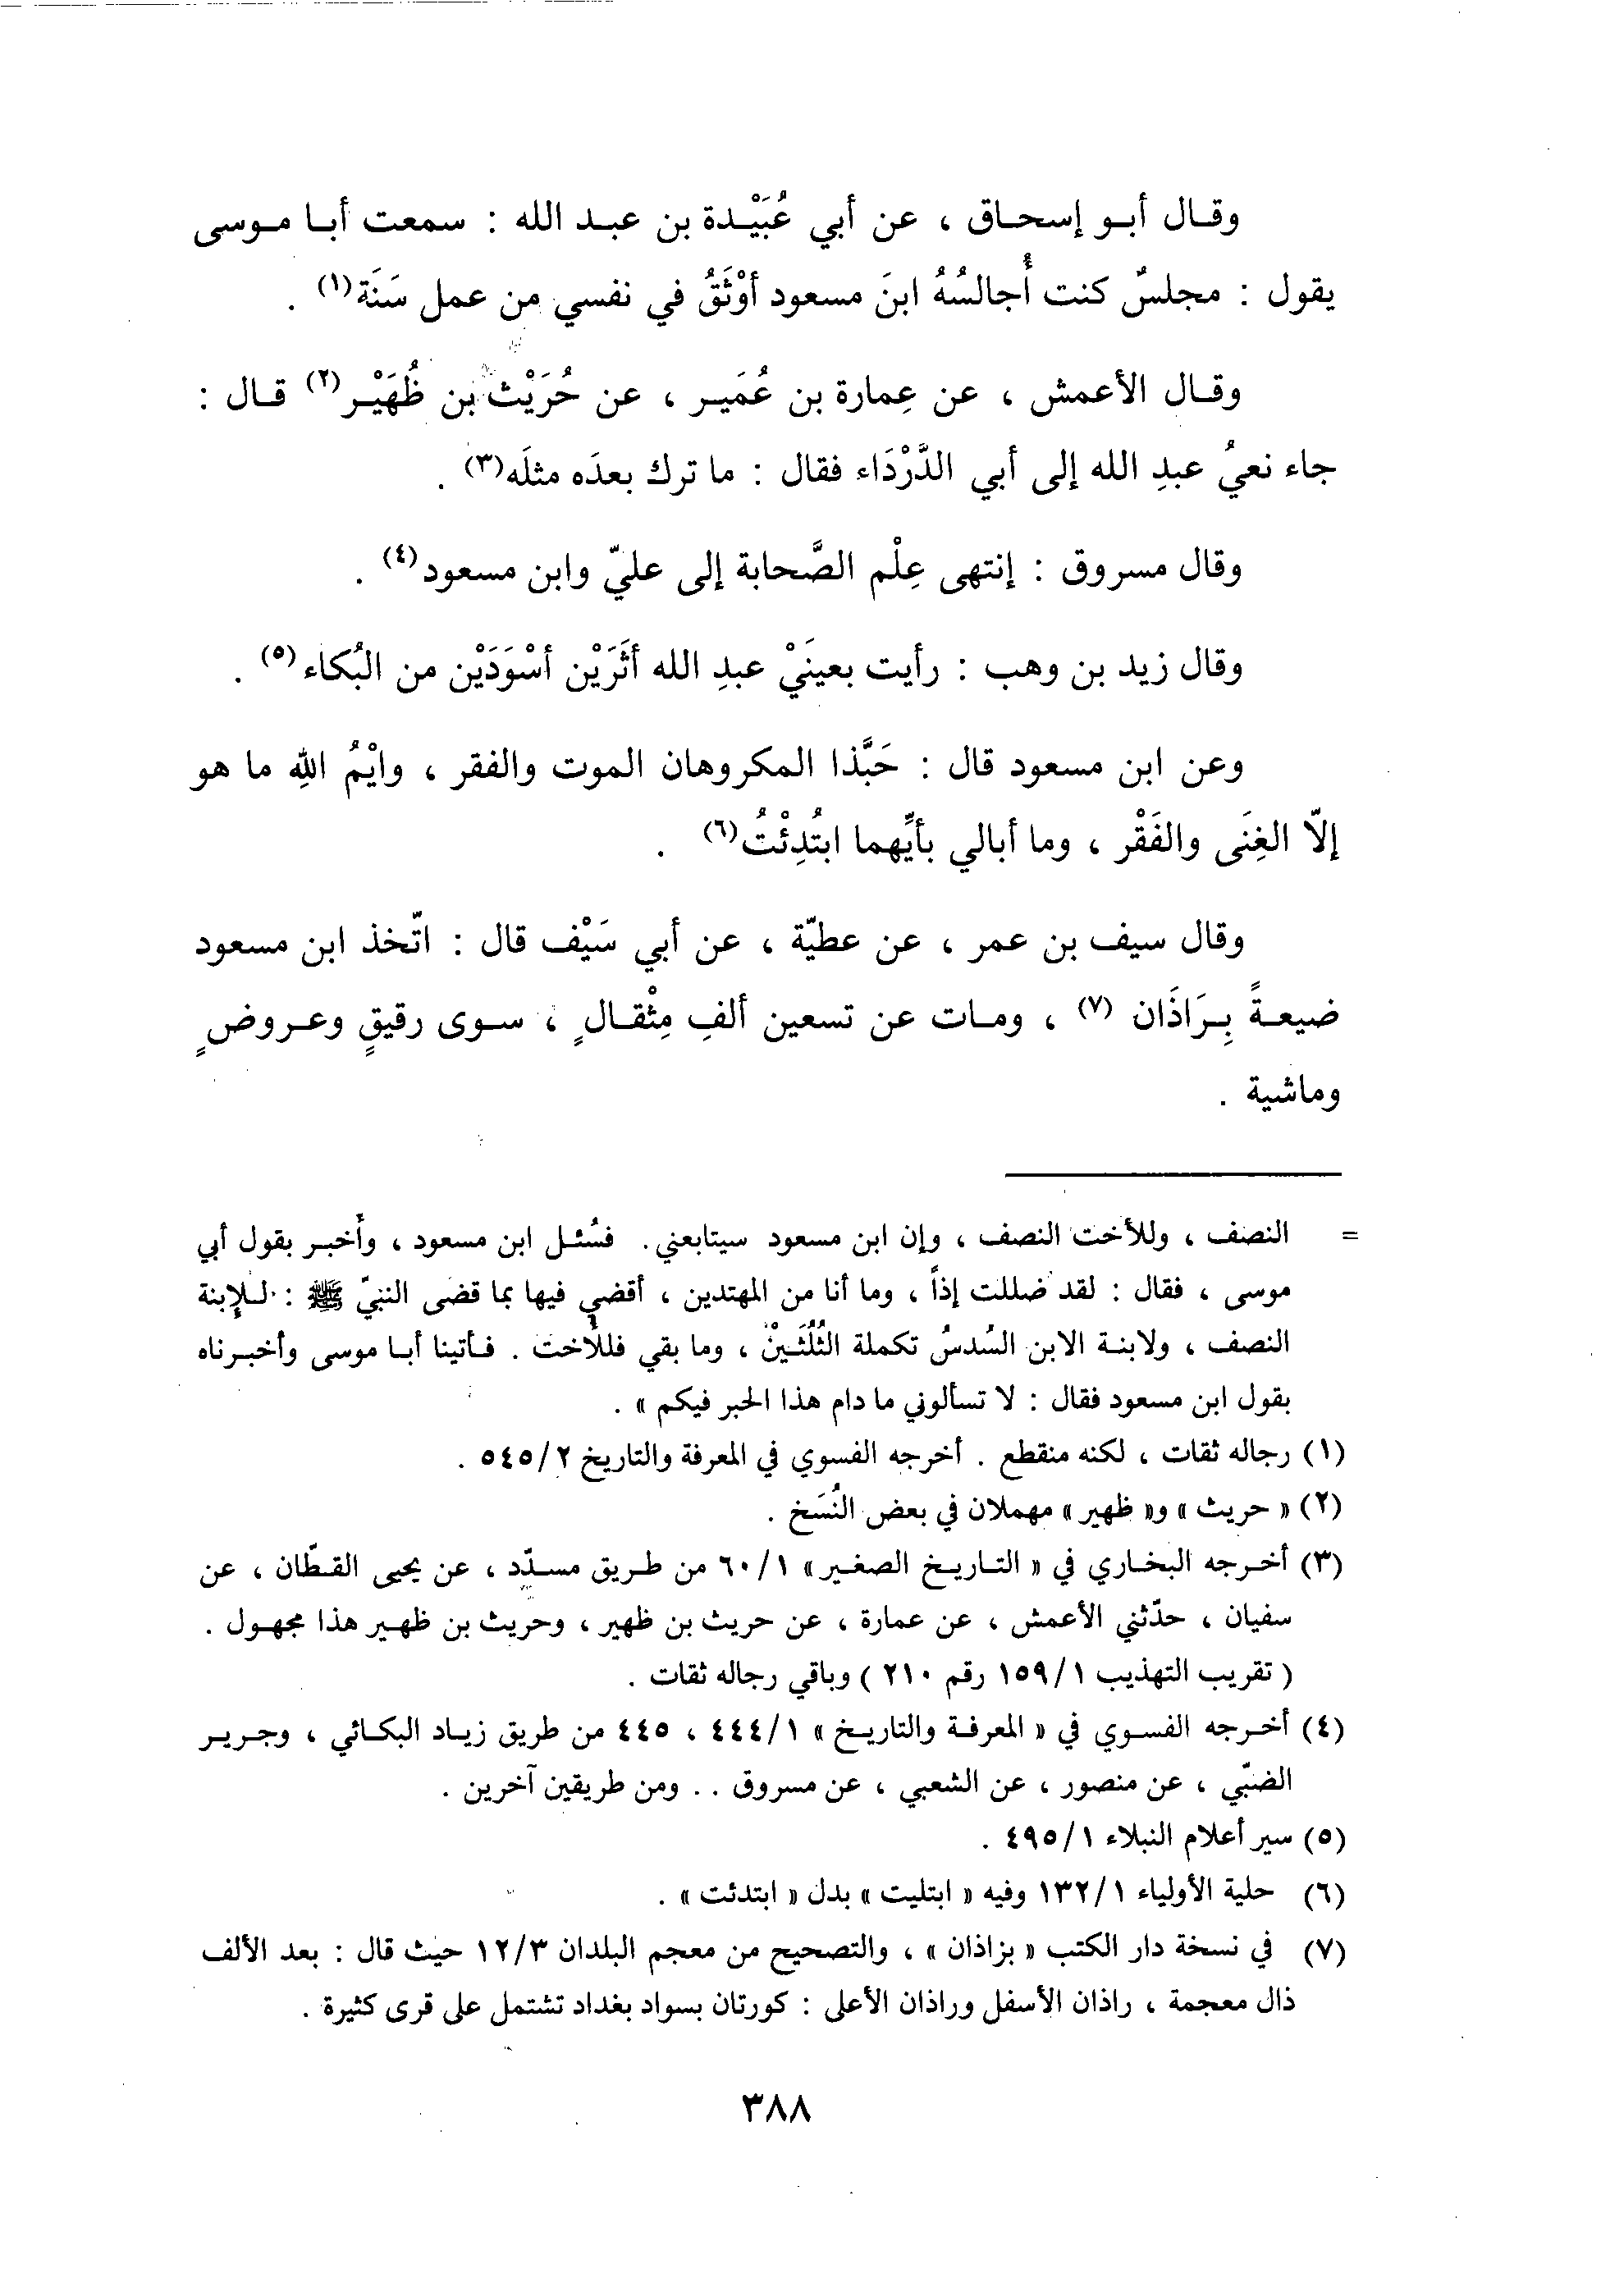 وقال أبو إسحاق ، عن أبي عُبَيْدة بن عبد الله : سمعت أبا موسى
يقول : مجلسٌ كنت أُجالسُهُ ابنَ مسعود أوْثَقُ في نفسي من عمل سَنَة(١) .
وقال الأعمش ، عن عِمارة بن عُمَير ، عن حُرَيْث بن ظُهَيْر(٢) قال :
جاء نعيُ عبدِ الله إلى أبي الدَّرْدَاء فقال : ما ترك بعدَه مثلَه(٣) .
وقال مسروق : إنتهى عِلْم الصَّحابة إلى عليّ وابن مسعود(٤) .
وقال زيد بن وهب : رأيت بعينَيْ عبدِ الله أثَرَيْن أسْوَدَيْن من البُكاء(٥) .
وعن ابن مسعود قال : حَبَّذا المكروهان الموت والفقر ، وايْمُ اللهِ ما هو
إلاّ الغِنَى والفَقْر ، وما أبالي بأيِّهما ابتُدِئْتُ(٦) .
وقال سيف بن عمر ، عن عطيّة ، عن أبي سَيْف قال : اتّخذ ابن مسعود
ضيعةً بِرَاذَان (٧) ، ومات عن تسعين ألفِ مِثْقالٍ ، سوى رقيقٍ وعروضٍ
وماشية .
= النصف ، وللأخت النصف ، وإن ابن مسعود سيتابعني . فسُئل ابن مسعود ، وأُخبر بقول أبي
موسى ، فقال : لقد ضللت إذاً ، وما أنا من المهتدين ، أقضي فيها بما قضى النبيّ ﷺ : للإبنة
النصف ، ولابنة الابن السُدسُ تكملة الثُلُثَيْنْ ، وما بقي فللأخت . فأتينا أبا موسى وأخبرناه
بقول ابن مسعود فقال : لا تسألوني ما دام هذا الحبر فيكم » .
(١) رجاله ثقات ، لكنه منقطع . أخرجه الفسوي في المعرفة والتاريخ ٥٤٥/٢ .
(٢) « حريث » و« ظهير » مهملان في بعض النُسَخ .
(٣) أخرجه البخاري في « التاريخ الصغير » ٦٠/١ من طريق مسدّد ، عن يحيى القطّان ، عن
سفيان ، حدّثني الأعمش ، عن عمارة ، عن حريث بن ظهير ، وحريث بن ظهير هذا مجهول .
( تقريب التهذيب ١٥٩/١ رقم ٢١٠ ) وباقي رجاله ثقات .
(٤) أخرجه الفسوي في « المعرفة والتاريخ » ٤٤٤/١ ، ٤٤٥ من طريق زياد البكائي ، وجرير
الضبّي ، عن منصور ، عن الشعبي ، عن مسروق . . ومن طريقين آخرين .
(٥) سير أعلام النبلاء ٤٩٥/١ .
(٦) حلية الأولياء ١٣٢/١ وفيه « ابتليت » بدل « ابتدئت » .
(٧) في نسخة دار الكتب « بزاذان » ، والتصحيح من معجم البلدان ١٢/٣ حيث قال : بعد الألف
ذال معجمة ، راذان الأسفل وراذان الأعلى : كورتان بسواد بغداد تشتمل على قرى كثيرة .
٣٨٨